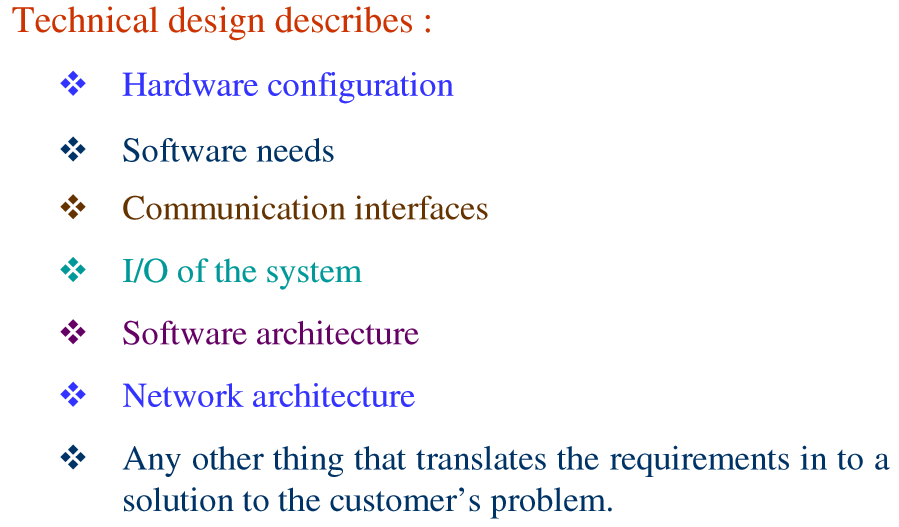 Technical design describes :
❖ Hardware configuration
❖ Software needs
❖ Communication interfaces
❖ I/O of the system
❖ Software architecture
❖ Network architecture
❖ Any other thing that translates the requirements in to a
solution to the customer’s problem.